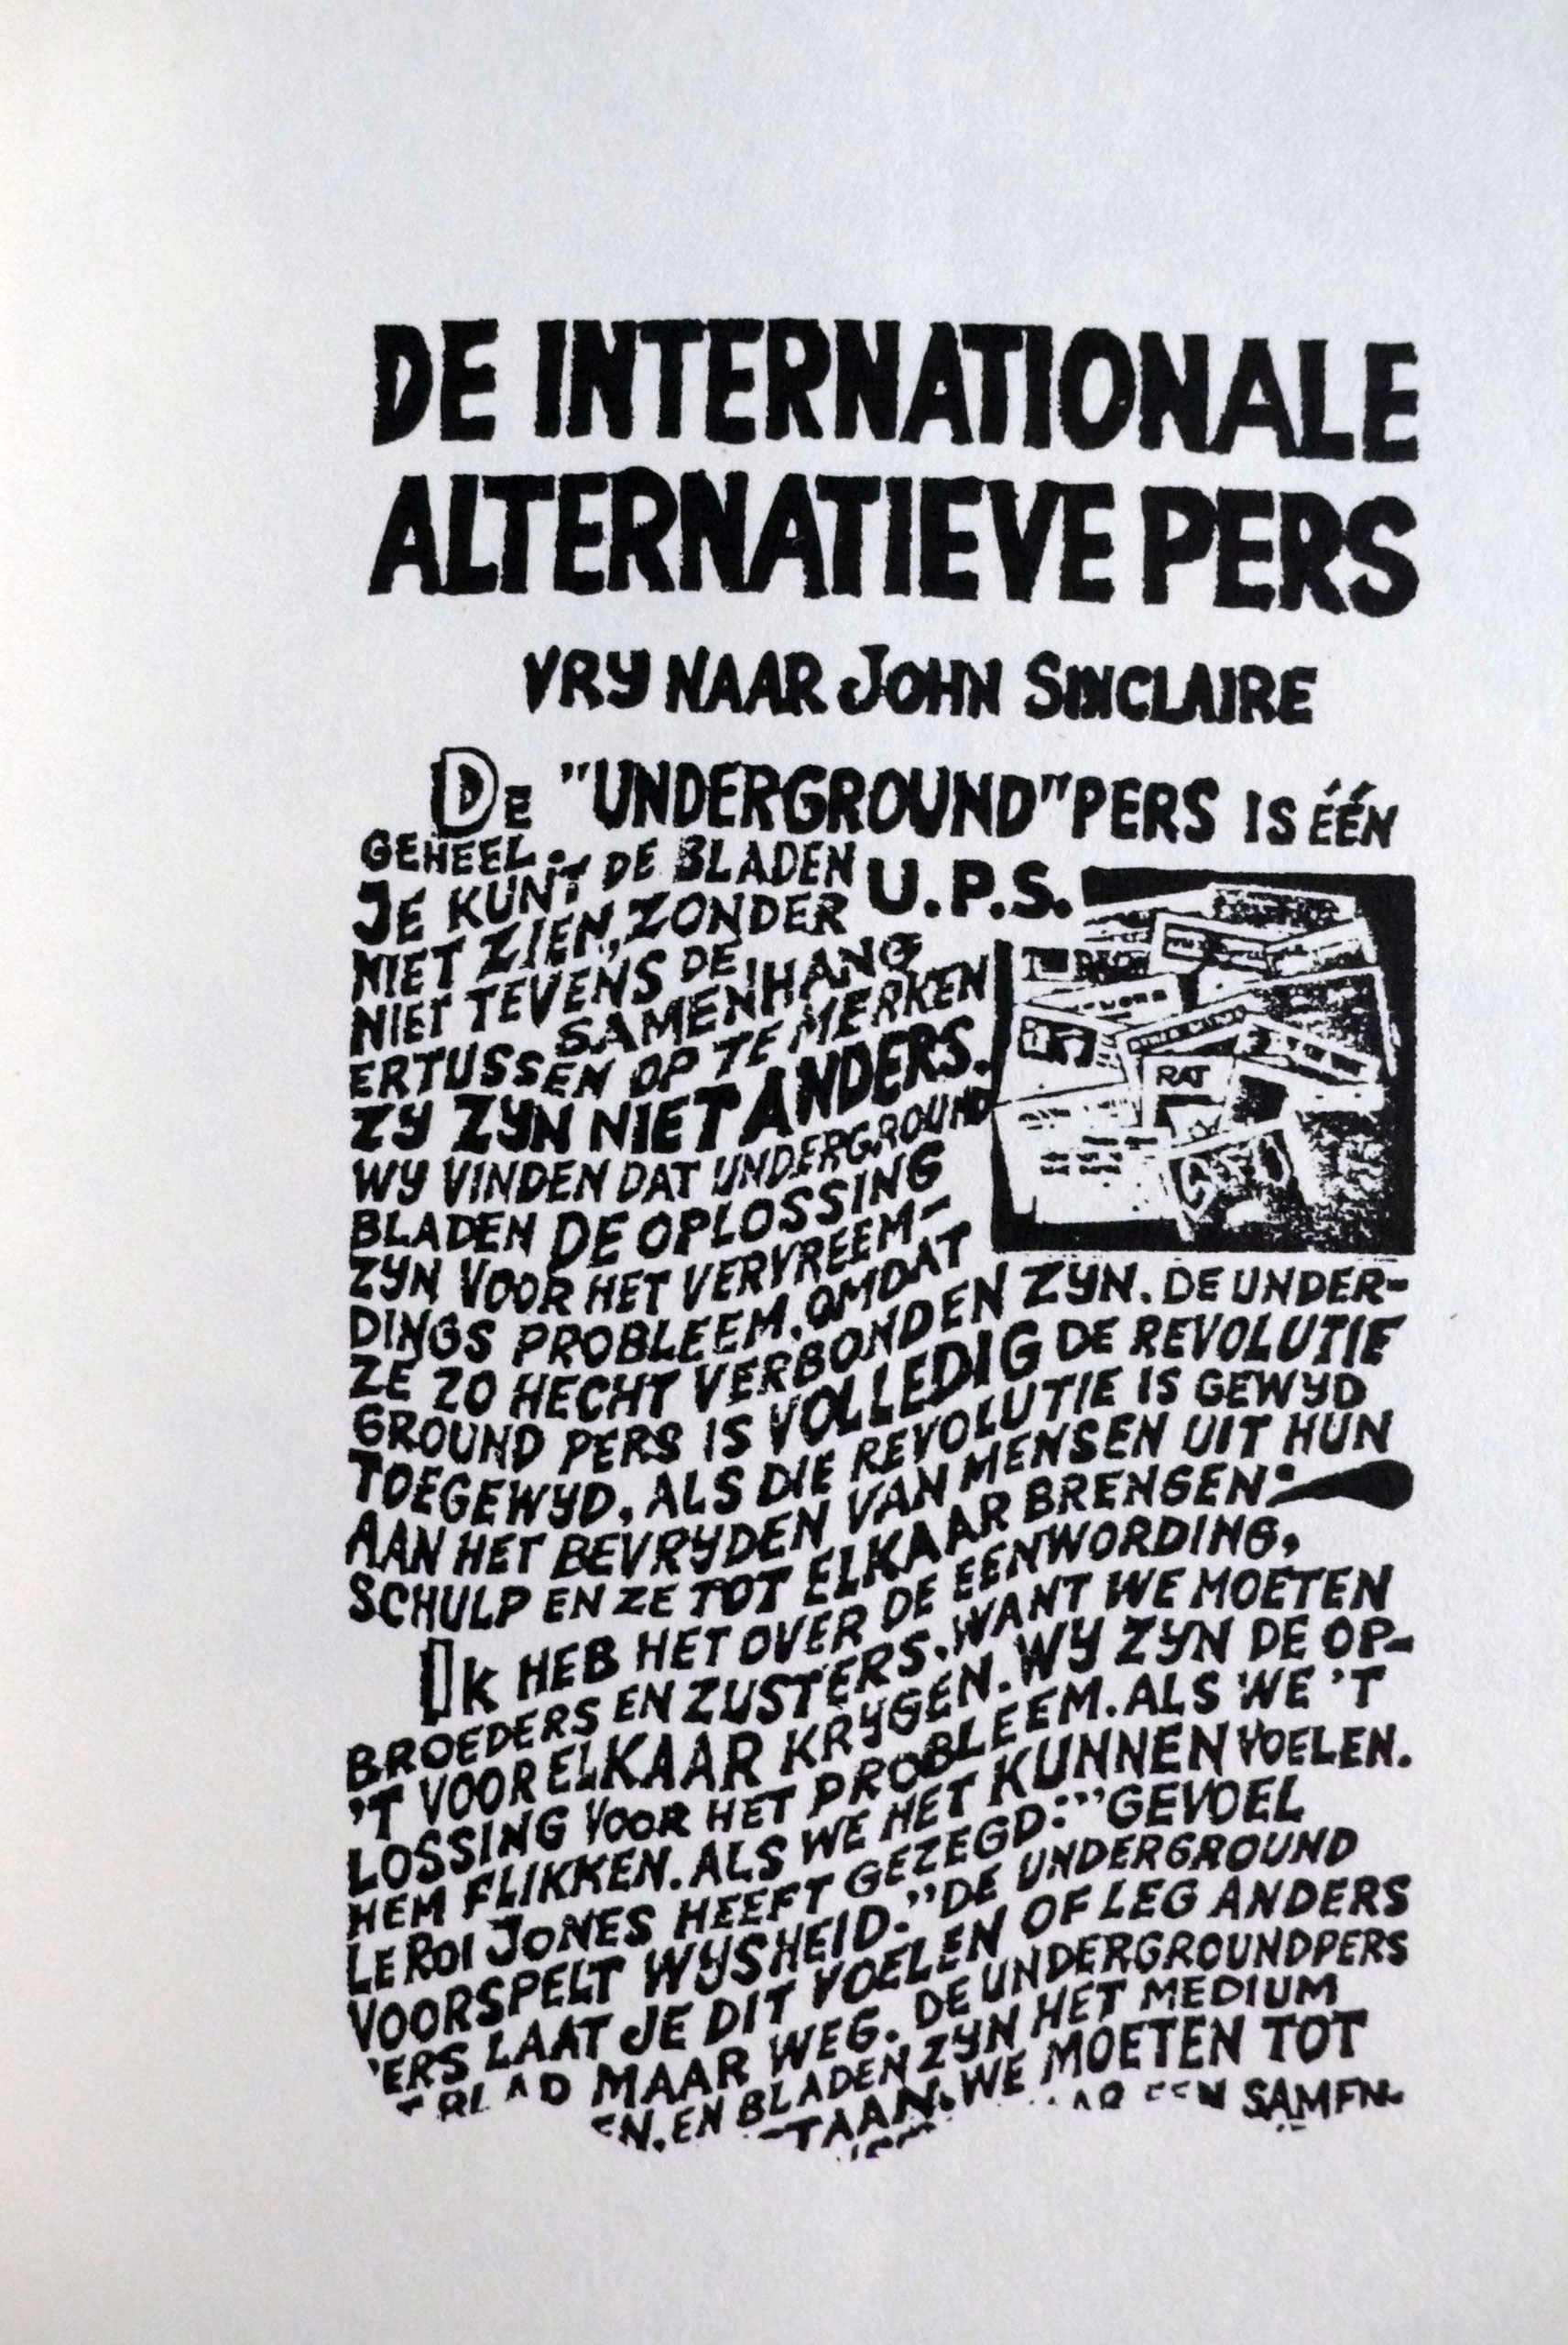 DE INTERNATIONALE
ALTERNATIEVE PERS
VRY NAAR JOHN SINCLAIRE
DE "UNDERGROUND" PERS IS ÉÉN
GEHEEL.
JE KUNT DE BLADEN
NIET ZIEN, ZONDER
NIET TEVENS DE
SAMENHANG
ERTUSSEN OP TE MERKEN
ZY ZYN NIET ANDERS.
WY VINDEN DAT UNDERGROUND
BLADEN DE OPLOSSING
ZYN VOOR HET VERVREEM-
DINGS PROBLEEM, OMDAT
ZE ZO HECHT VERBONDEN ZYN. DE UNDER-
GROUND PERS IS VOLLEDIG DE REVOLUTIE
TOEGEWYD, ALS DIE REVOLUTIE IS GEWYD
AAN HET BEVRYDEN VAN MENSEN UIT HUN
SCHULP EN ZE TOT ELKAAR BRENGEN:
IK HEB HET OVER DE EENWORDING,
BROEDERS EN ZUSTERS, WANT WE MOETEN
'T VOOR ELKAAR KRYGEN. WY ZYN DE OP-
LOSSING VOOR HET PROBLEEM. ALS WE 'T
HEM FLIKKEN. ALS WE HET KUNNEN VOELEN.
LE ROI JONES HEEFT GEZEGD: "GEVOEL
VOORSPELT WYSHEID." DE UNDERGROUND
PERS LAAT JE DIT VOELEN OF LEG ANDERS
MAAR WEG. DE UNDERGROUNDPERS
EN BLADEN ZYN HET MEDIUM
WE MOETEN TOT
SAMEN-
U.P.S.
RAT